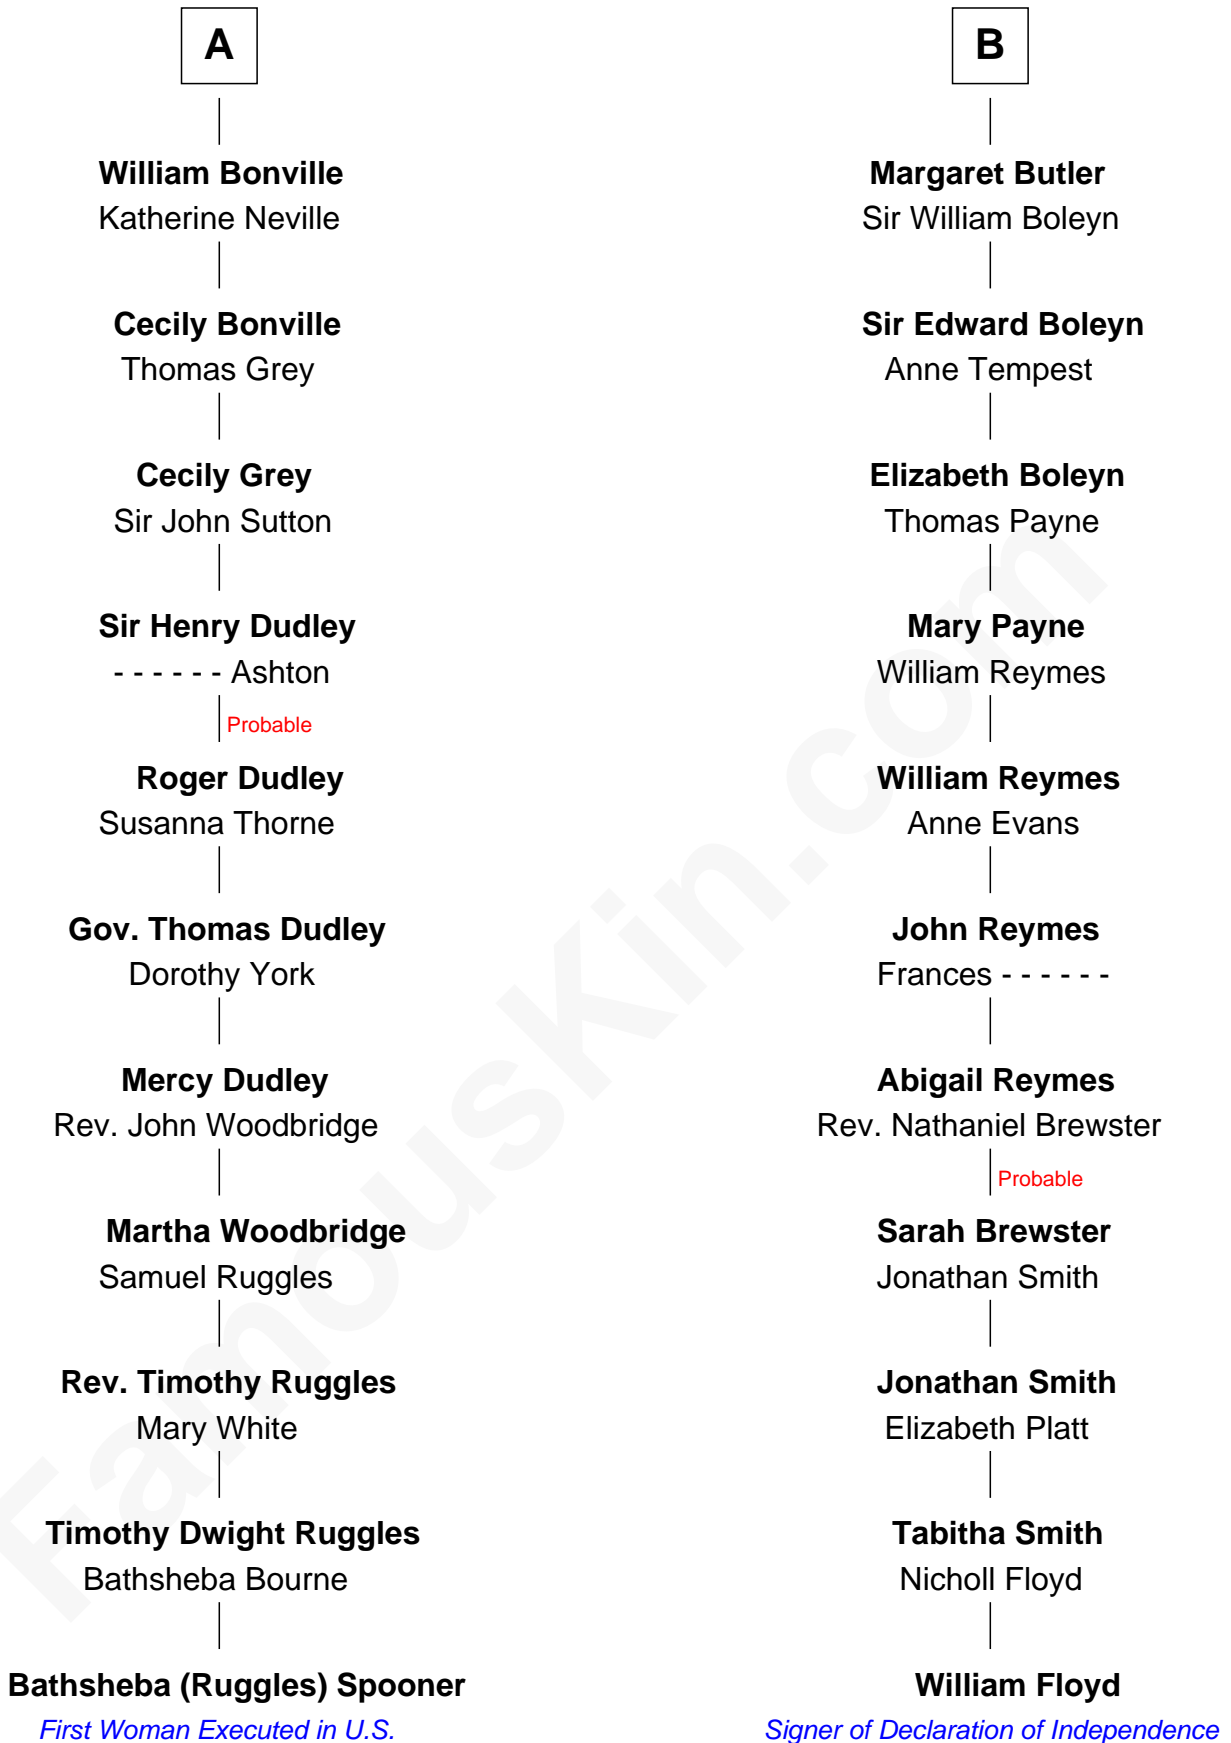 A
William Bonville
Katherine Neville
Cecily Bonville
Thomas Grey
Cecily Grey
Sir John Sutton
Sir Henry Dudley
- - - - - - Ashton
Probable
Roger Dudley
Susanna Thorne
Gov. Thomas Dudley
Dorothy York
Mercy Dudley
Rev. John Woodbridge
Martha Woodbridge
Samuel Ruggles
Rev. Timothy Ruggles
Mary White
Timothy Dwight Ruggles
Bathsheba Bourne
Bathsheba (Ruggles) Spooner
First Woman Executed in U.S.
B
Margaret Butler
Sir William Boleyn
Sir Edward Boleyn
Anne Tempest
Elizabeth Boleyn
Thomas Payne
Mary Payne
William Reymes
William Reymes
Anne Evans
John Reymes
Frances - - - - - -
Abigail Reymes
Rev. Nathaniel Brewster
Probable
Sarah Brewster
Jonathan Smith
Jonathan Smith
Elizabeth Platt
Tabitha Smith
Nicholl Floyd
William Floyd
Signer of Declaration of Independence
FamousKin.com